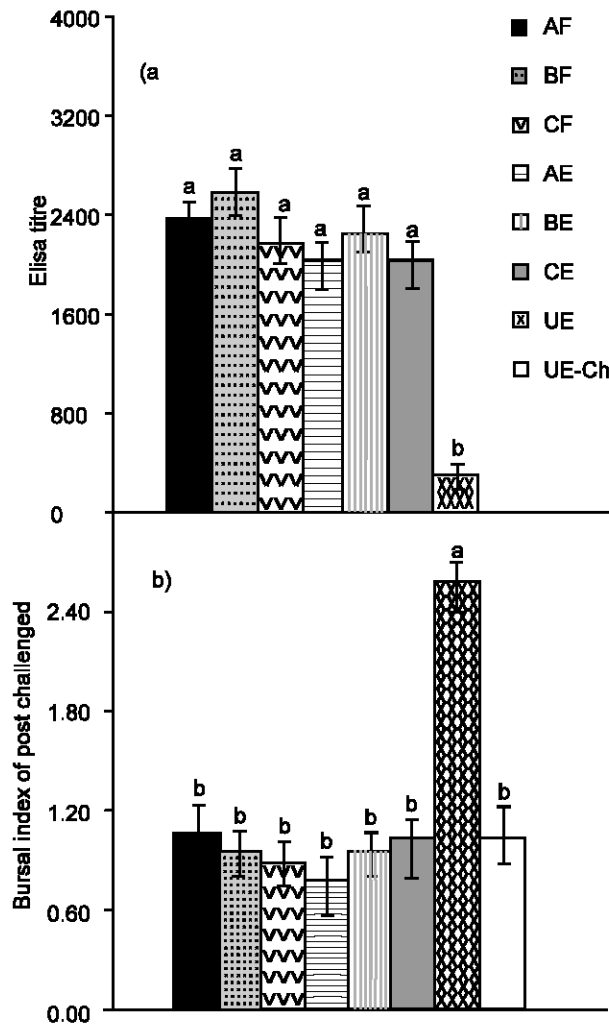 4000
3200
2400
1600
800
0
Elisa titre
(a
a
a
a
a
a
a
b
AF
BF
CF
AE
BE
CE
UE
UE-Ch
2.40
1.80
1.20
0.60
0.00
Bursal index of post challenged
b)
b
b
b
b
b
b
a
b